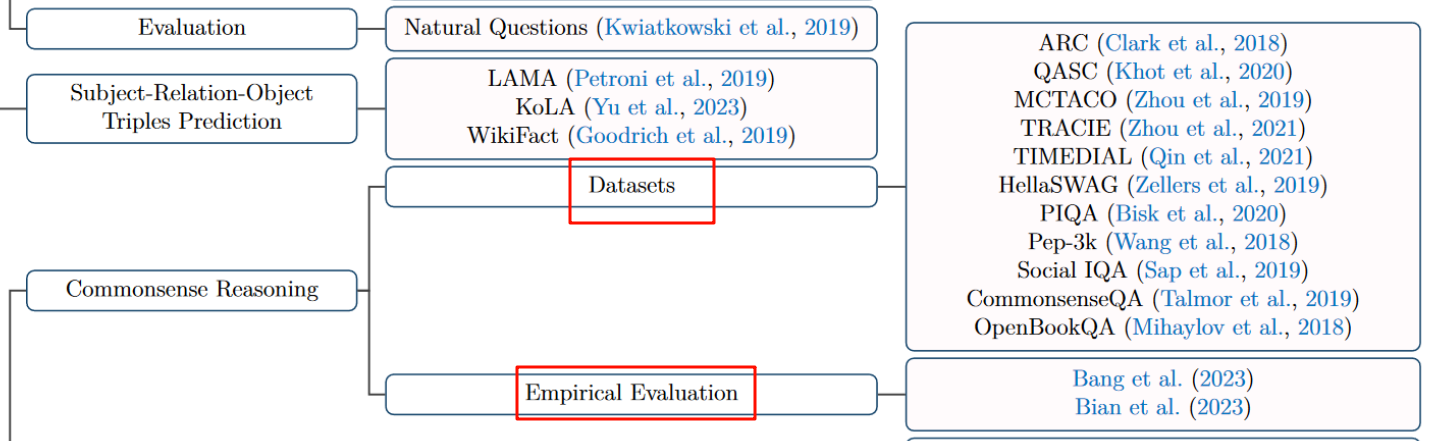 Evaluation
Natural Questions (Kwiatkowski et al., 2019)
Subject-Relation-Object
Triples Prediction
LAMA (Petroni et al., 2019)
KoLA (Yu et al., 2023)
WikiFact (Goodrich et al., 2019)
Commonsense Reasoning
Datasets
ARC (Clark et al., 2018)
QASC (Khot et al., 2020)
MCTACO (Zhou et al., 2019)
TRACIE (Zhou et al., 2021)
TIMEDIAL (Qin et al., 2021)
HellaSWAG (Zellers et al., 2019)
PIQA (Bisk et al., 2020)
Pep-3k (Wang et al., 2018)
Social IQA (Sap et al., 2019)
CommonsenseQA (Talmor et al., 2019)
OpenBookQA (Mihaylov et al., 2018)
Empirical Evaluation
Bang et al. (2023)
Bian et al. (2023)